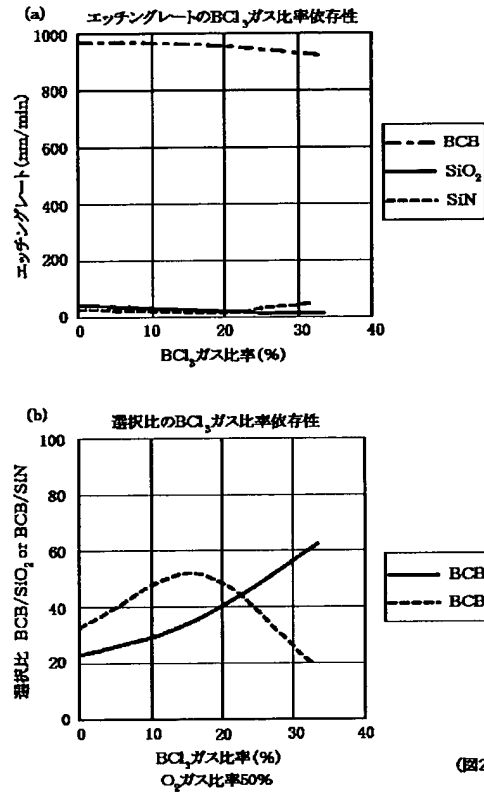 (a)
エッチングレートのBCl₃ガス比率依存性
エッチングレート(nm/min)
1000
800
600
400
200
0
0 10 20 30 40
BCl₃ガス比率(%)
BCB
SiO₂
SiN
(b)
選択比のBCl₃ガス比率依存性
選択比 BCB/SiO₂ or BCB/SiN
100
80
60
40
20
0
0 10 20 30 40
BCl₃ガス比率(%)
O₂ガス比率50%
BCB
BCB
(図2